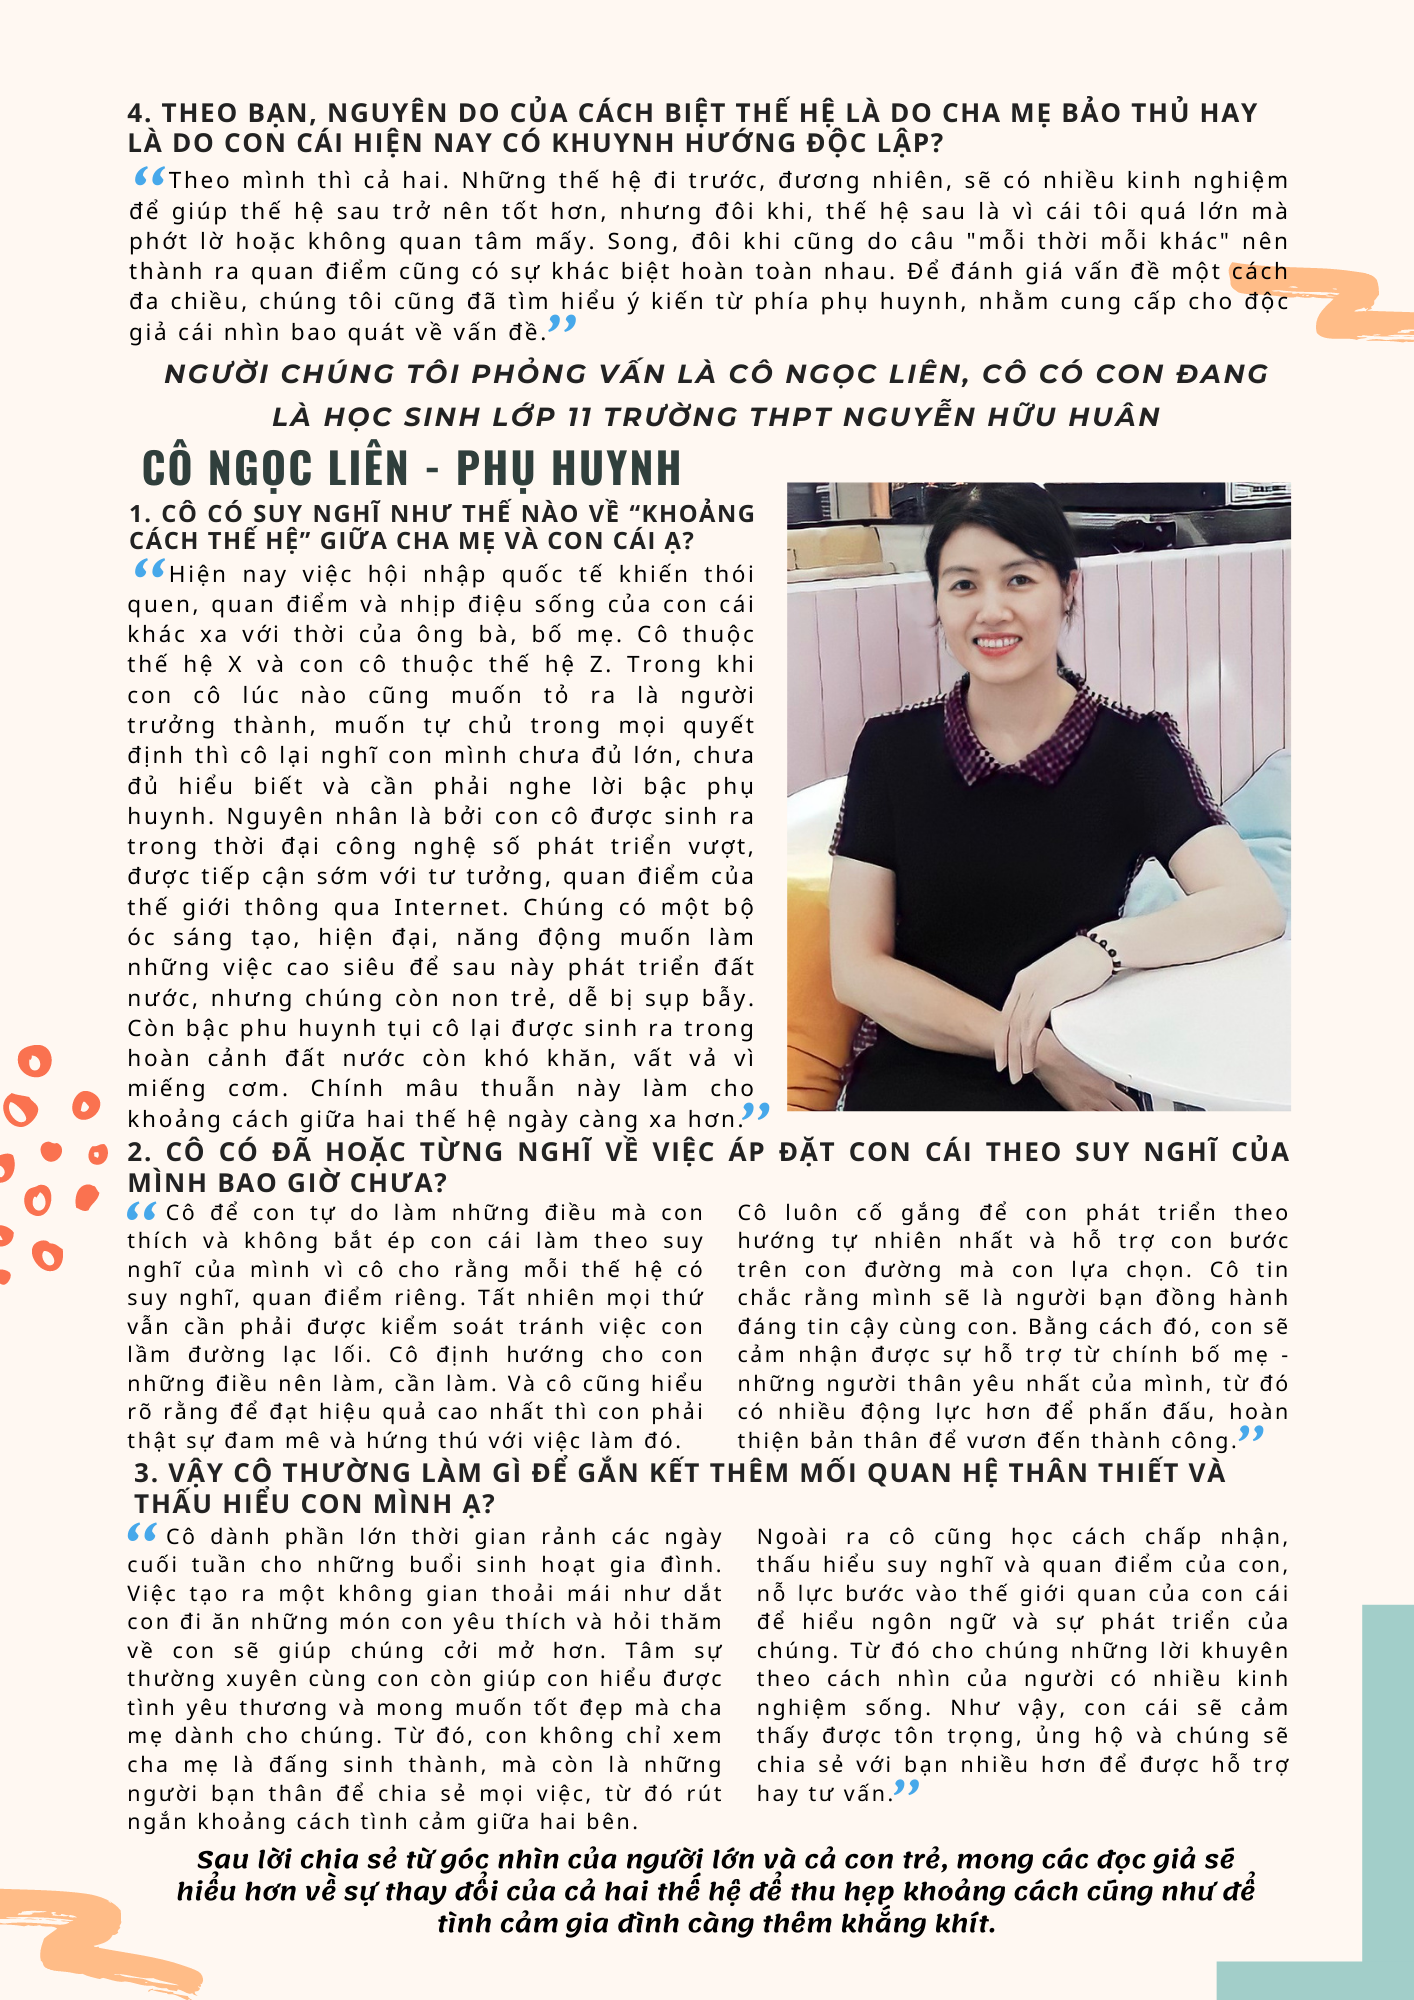 4. THEO BẠN, NGUYÊN DO CỦA CÁCH BIỆT THẾ HỆ LÀ DO CHA MẸ BẢO THỦ HAY
LÀ DO CON CÁI HIỆN NAY CÓ KHUYNH HƯỚNG ĐỘC LẬP?
“Theo mình thì cả hai. Những thế hệ đi trước, đương nhiên, sẽ có nhiều kinh nghiệm
để giúp thế hệ sau trở nên tốt hơn, nhưng đôi khi, thế hệ sau là vì cái tôi quá lớn mà
phớt lờ hoặc không quan tâm mấy. Song, đôi khi cũng do câu "mỗi thời mỗi khác" nên
thành ra quan điểm cũng có sự khác biệt hoàn toàn nhau. Để đánh giá vấn đề một cách
đa chiều, chúng tôi cũng đã tìm hiểu ý kiến từ phía phụ huynh, nhằm cung cấp cho độc
giả cái nhìn bao quát về vấn đề.”
NGƯỜI CHÚNG TÔI PHỎNG VẤN LÀ CÔ NGỌC LIÊN, CÔ CÓ CON ĐANG
LÀ HỌC SINH LỚP 11 TRƯỜNG THPT NGUYỄN HỮU HUÂN
CÔ NGỌC LIÊN - PHỤ HUYNH
1. CÔ CÓ SUY NGHĨ NHƯ THẾ NÀO VỀ “KHOẢNG
CÁCH THẾ HỆ” GIỮA CHA MẸ VÀ CON CÁI Ạ?
“Hiện nay việc hội nhập quốc tế khiến thói
quen, quan điểm và nhịp điệu sống của con cái
khác xa với thời của ông bà, bố mẹ. Cô thuộc
thế hệ X và con cô thuộc thế hệ Z. Trong khi
con cô lúc nào cũng muốn tỏ ra là người
trưởng thành, muốn tự chủ trong mọi quyết
định thì cô lại nghĩ con mình chưa đủ lớn, chưa
đủ hiểu biết và cần phải nghe lời bậc phụ
huynh. Nguyên nhân là bởi con cô được sinh ra
trong thời đại công nghệ số phát triển vượt,
được tiếp cận sớm với tư tưởng, quan điểm của
thế giới thông qua Internet. Chúng có một bộ
óc sáng tạo, hiện đại, năng động muốn làm
những việc cao siêu để sau này phát triển đất
nước, nhưng chúng còn non trẻ, dễ bị sụp bẫy.
Còn bậc phu huynh tụi cô lại được sinh ra trong
hoàn cảnh đất nước còn khó khăn, vất vả vì
miếng cơm. Chính mâu thuẫn này làm cho
khoảng cách giữa hai thế hệ ngày càng xa hơn.”
2. CÔ CÓ ĐÃ HOẶC TỪNG NGHĨ VỀ VIỆC ÁP ĐẶT CON CÁI THEO SUY NGHĨ CỦA
MÌNH BAO GIỜ CHƯA?
“ Cô để con tự do làm những điều mà con
thích và không bắt ép con cái làm theo suy
nghĩ của mình vì cô cho rằng mỗi thế hệ có
suy nghĩ, quan điểm riêng. Tất nhiên mọi thứ
vẫn cần phải được kiểm soát tránh việc con
lầm đường lạc lối. Cô định hướng cho con
những điều nên làm, cần làm. Và cô cũng hiểu
rõ rằng để đạt hiệu quả cao nhất thì con phải
thật sự đam mê và hứng thú với việc làm đó.
Cô luôn cố gắng để con phát triển theo
hướng tự nhiên nhất và hỗ trợ con bước
trên con đường mà con lựa chọn. Cô tin
chắc rằng mình sẽ là người bạn đồng hành
đáng tin cậy cùng con. Bằng cách đó, con sẽ
cảm nhận được sự hỗ trợ từ chính bố mẹ -
những người thân yêu nhất của mình, từ đó
có nhiều động lực hơn để phấn đấu, hoàn
thiện bản thân để vươn đến thành công.”
3. VẬY CÔ THƯỜNG LÀM GÌ ĐỂ GẮN KẾT THÊM MỐI QUAN HỆ THÂN THIẾT VÀ
THẤU HIỂU CON MÌNH Ạ?
“ Cô dành phần lớn thời gian rảnh các ngày
cuối tuần cho những buổi sinh hoạt gia đình.
Việc tạo ra một không gian thoải mái như dắt
con đi ăn những món con yêu thích và hỏi thăm
về con sẽ giúp chúng cởi mở hơn. Tâm sự
thường xuyên cùng con còn giúp con hiểu được
tình yêu thương và mong muốn tốt đẹp mà cha
mẹ dành cho chúng. Từ đó, con không chỉ xem
cha mẹ là đấng sinh thành, mà còn là những
người bạn thân để chia sẻ mọi việc, từ đó rút
ngắn khoảng cách tình cảm giữa hai bên.
Ngoài ra cô cũng học cách chấp nhận,
thấu hiểu suy nghĩ và quan điểm của con,
nỗ lực bước vào thế giới quan của con cái
để hiểu ngôn ngữ và sự phát triển của
chúng. Từ đó cho chúng những lời khuyên
theo cách nhìn của người có nhiều kinh
nghiệm sống. Như vậy, con cái sẽ cảm
thấy được tôn trọng, ủng hộ và chúng sẽ
chia sẻ với bạn nhiều hơn để được hỗ trợ
hay tư vấn.”
Sau lời chia sẻ từ góc nhìn của người lớn và cả con trẻ, mong các đọc giả sẽ
hiểu hơn về sự thay đổi của cả hai thế hệ để thu hẹp khoảng cách cũng như để
tình cảm gia đình càng thêm khắng khít.